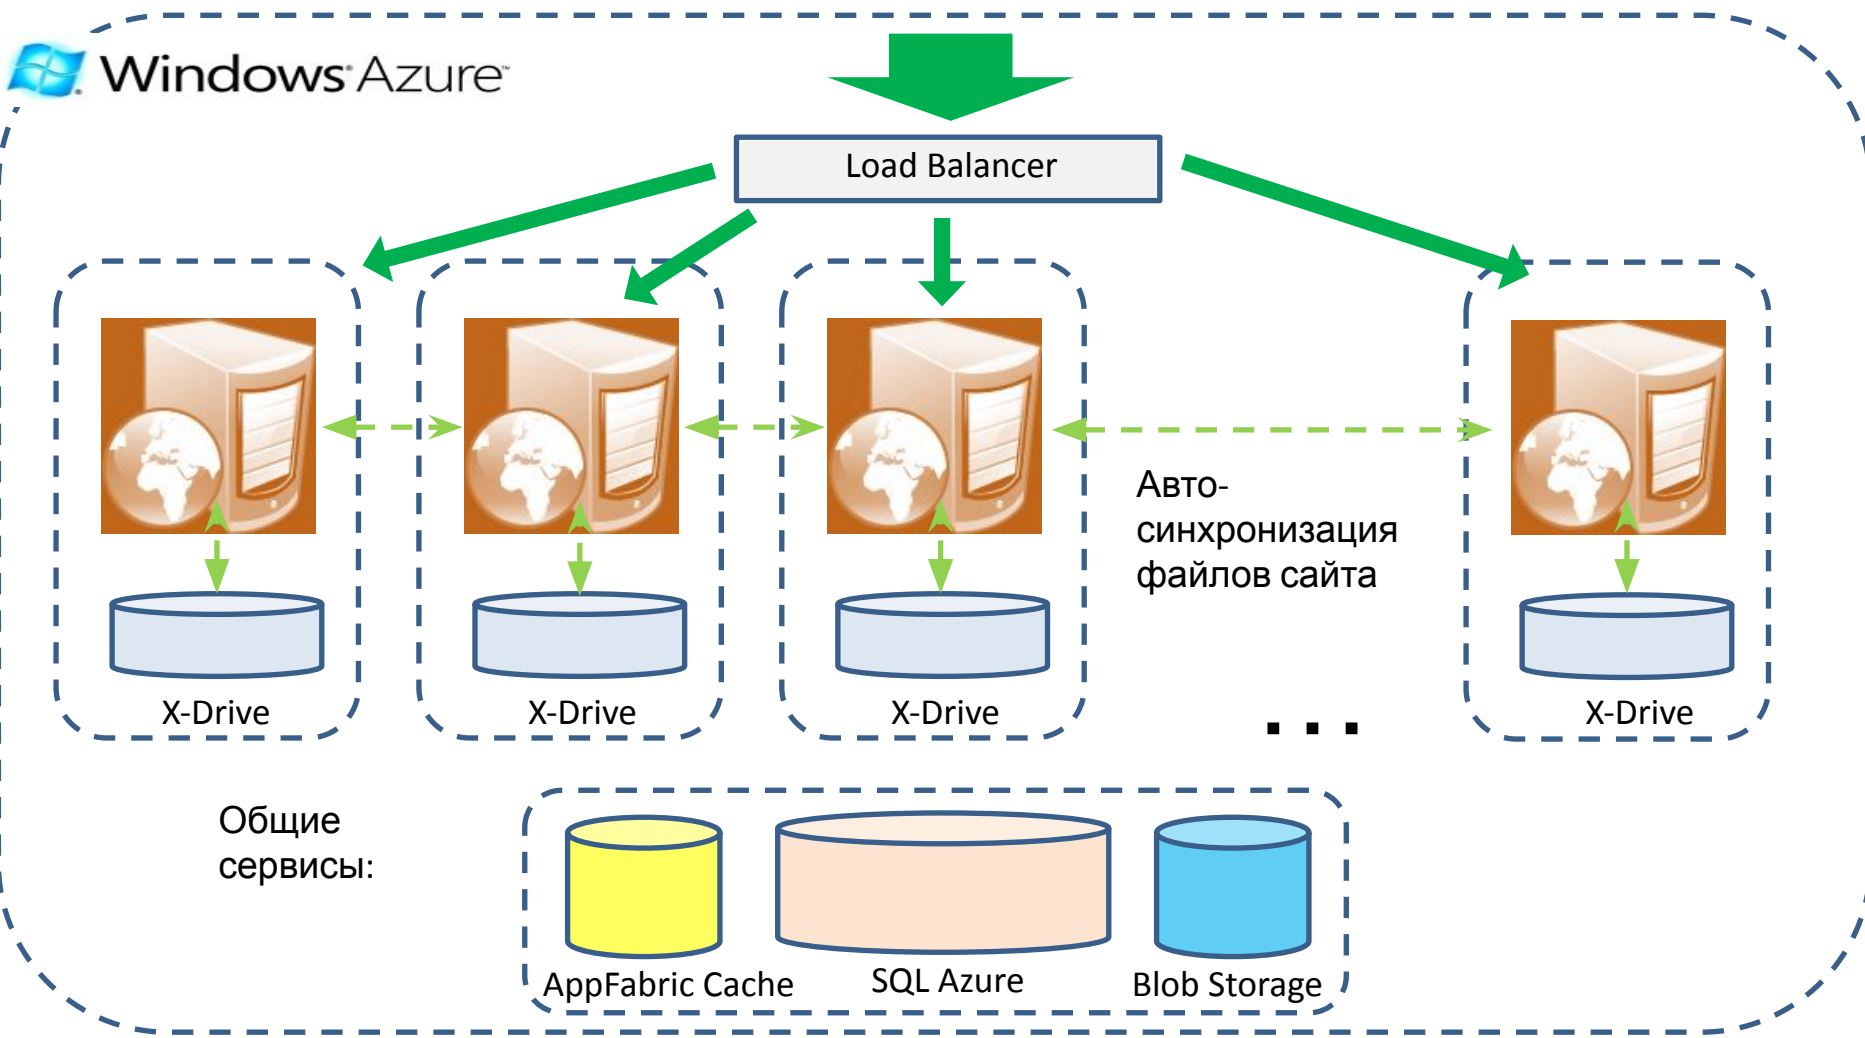 Windows Azure™
Load Balancer
Авто-
синхронизация
файлов сайта
X-Drive
X-Drive
X-Drive
...
X-Drive
Общие
сервисы:
AppFabric Cache
SQL Azure
Blob Storage